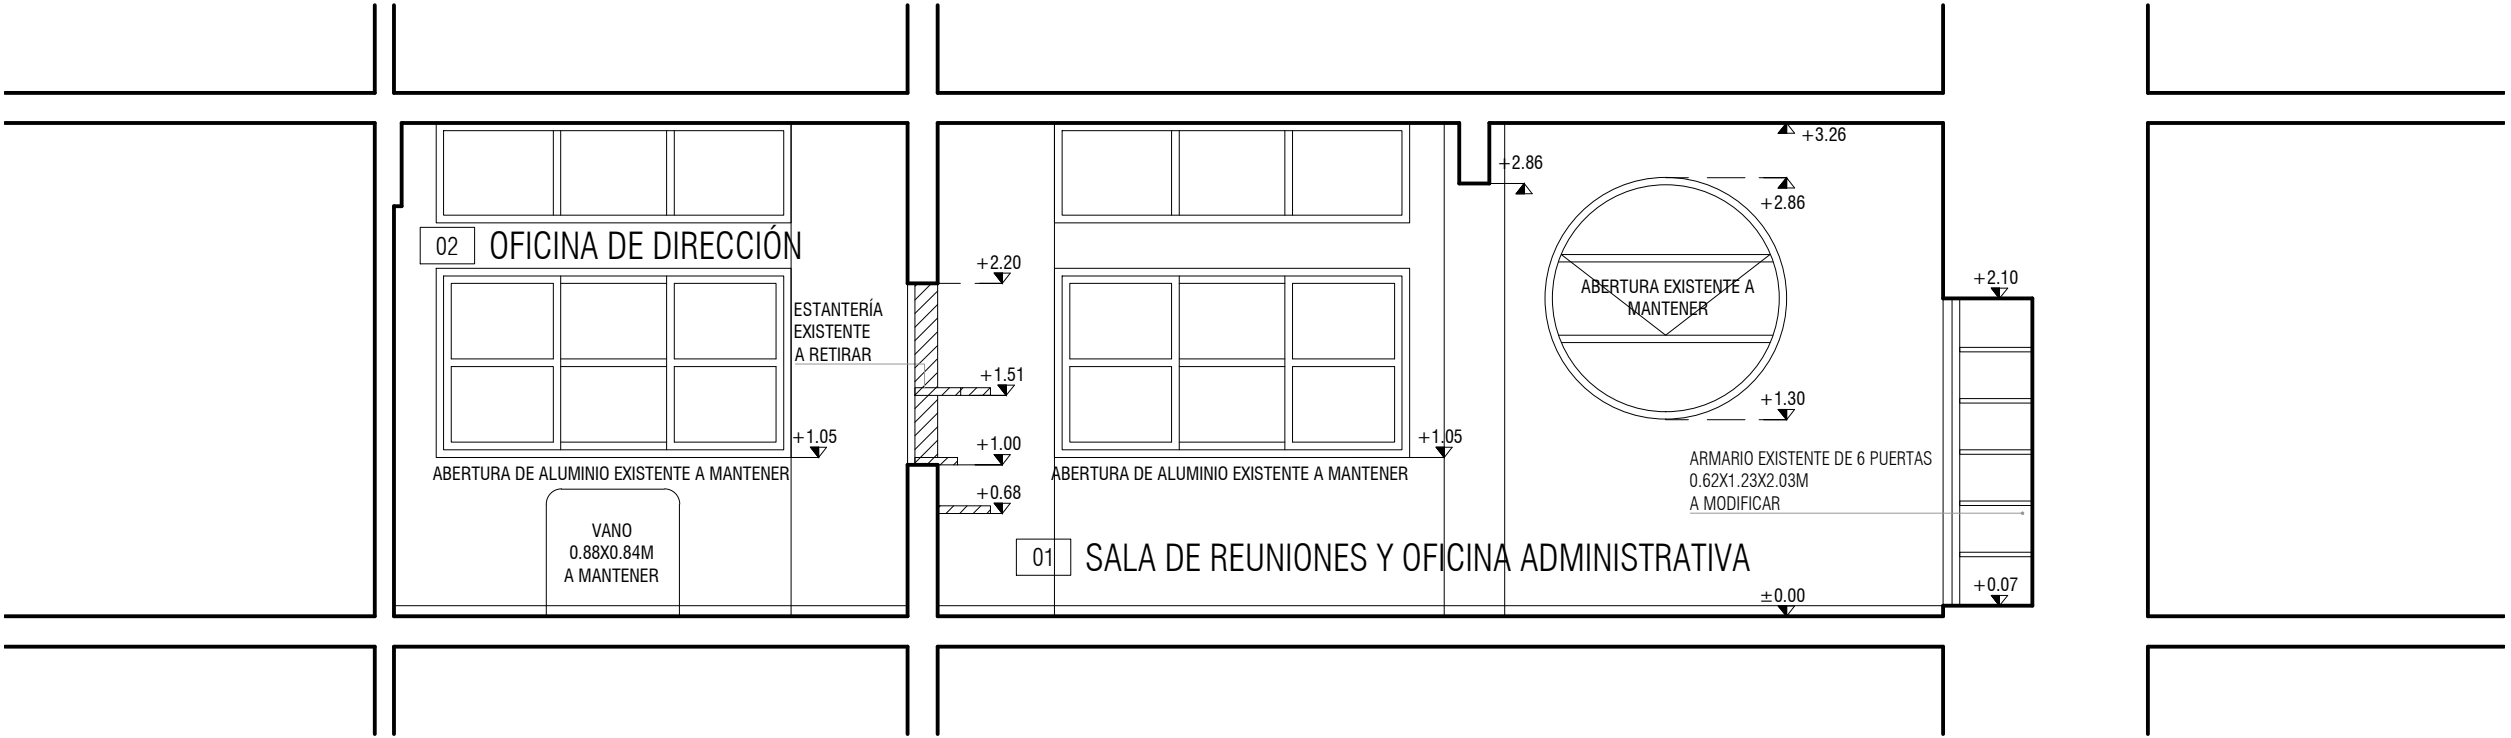 +3.26
+2.86
+2.86
02 OFICINA DE DIRECCIÓN
+2.20
+2.10
ABERTURA EXISTENTE A
MANTENER
ESTANTERÍA
EXISTENTE
A RETIRAR
+1.51
+1.30
+1.05
+1.00
+1.05
ABERTURA DE ALUMINIO EXISTENTE A MANTENER
ABERTURA DE ALUMINIO EXISTENTE A MANTENER
ARMARIO EXISTENTE DE 6 PUERTAS
0.62X1.23X2.03M
A MODIFICAR
+0.68
VANO
0.88X0.84M
A MANTENER
01 SALA DE REUNIONES Y OFICINA ADMINISTRATIVA
±0.00
+0.07